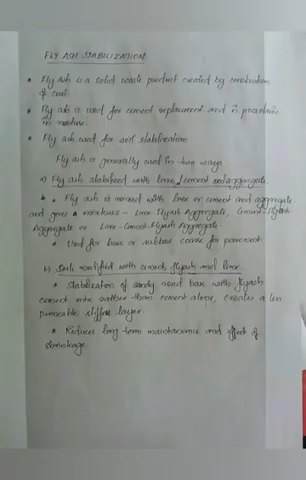 FLY ASH STABILIZATION
* Fly ash is a solid waste product created by combustion
of coal.
* Fly ash is used for cement replacement and is pozzolanic
in nature.
* Fly ash used for soil stabilization
Fly ash is generally used in two ways
a) Fly ash stabilized with lime / cement and aggregate.
* Fly ash is mixed with lime or cement and aggregate
and gives a mixture - Lime-Flyash Aggregate, Cement-Flyash
Aggregate or Lime-Cement-Flyash Aggregate.
* Used for base or subbase course for pavement
b) Soils modified with cement, flyash and lime.
* Stabilization of sandy road base with flyash
cement mix rather than cement alone, creates a less
permeable stiffer layer.
* Reduces long term maintenance and effect of
shrinkage.